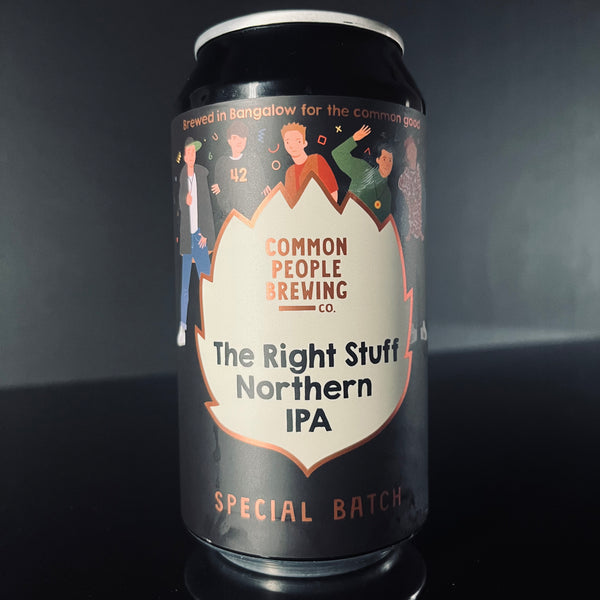 Brewed in Bangalow for the common good
42
COMMON
PEOPLE
BREWING
CO.
The Right Stuff
Northern
IPA
SPECIAL BATCH